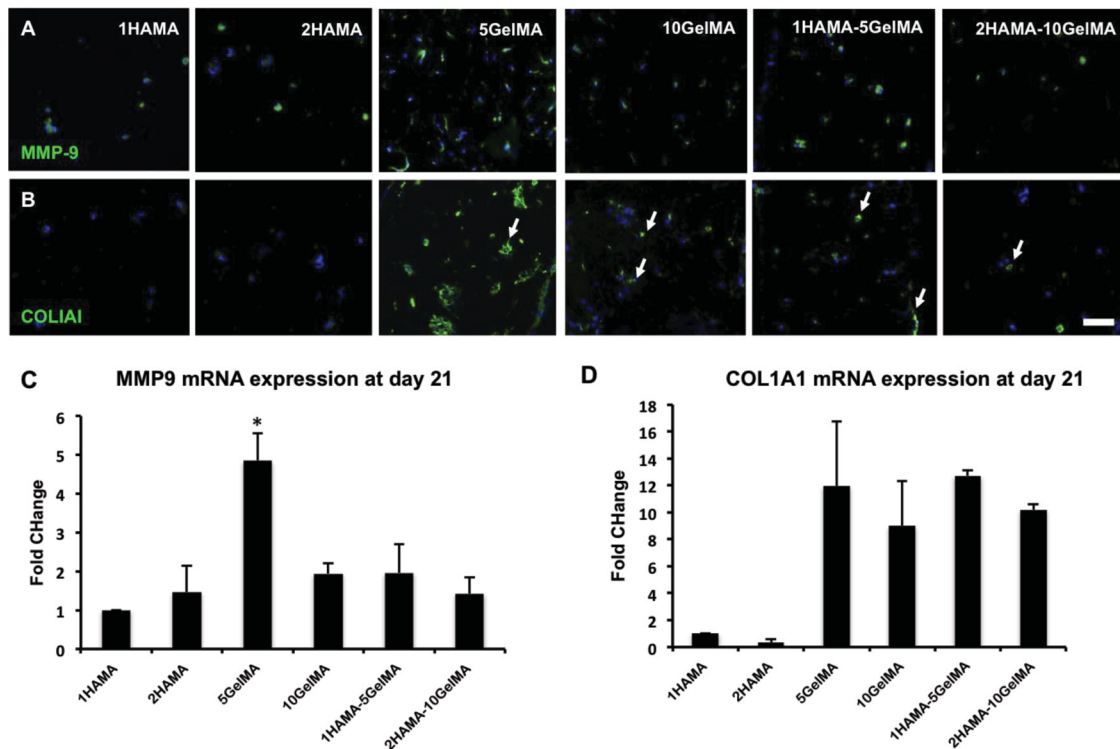 A 1HAMA 2HAMA 5GelMA 10GelMA 1HAMA-5GelMA 2HAMA-10GelMA
MMP-9
B
COLIAI
C MMP9 mRNA expression at day 21
Fold CHange
6
5
4
3
2
1
0
*
1HAMA
2HAMA
5GelMA
10GelMA
1HAMA-5GelMA
2HAMA-10GelMA
D COL1A1 mRNA expression at day 21
Fold CHange
18
16
14
12
10
8
6
4
2
0
1HAMA
2HAMA
5GelMA
10GelMA
1HAMA-5GelMA
2HAMA-10GelMA